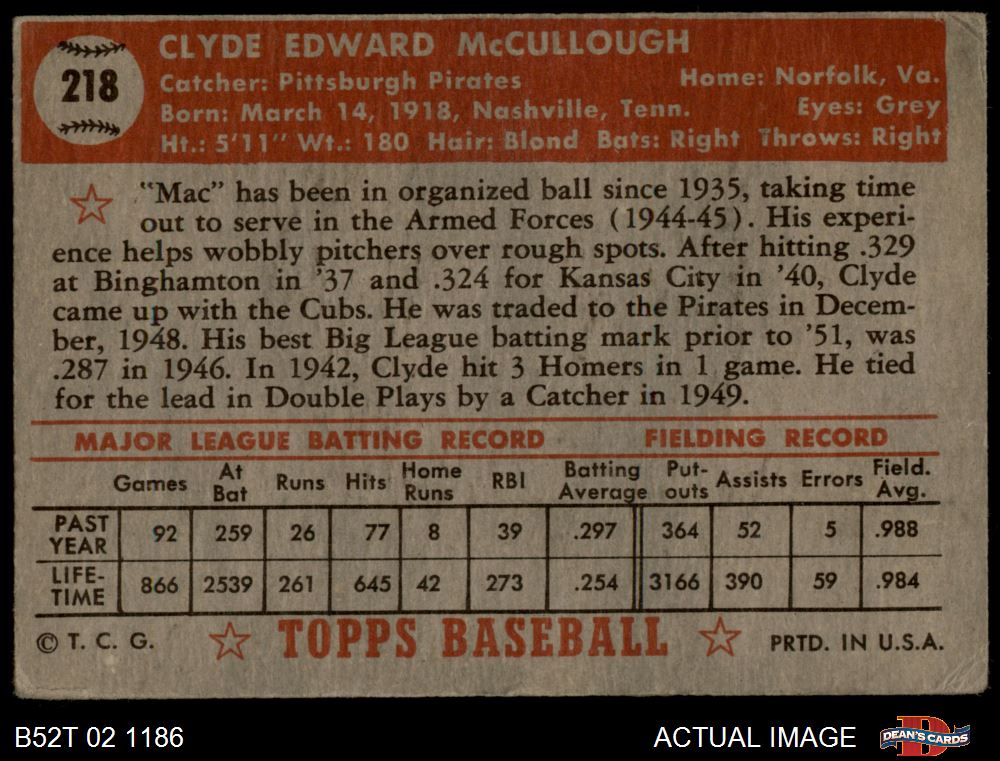 218
CLYDE EDWARD McCULLOUGH
Catcher: Pittsburgh Pirates Home: Norfolk, Va.
Born: March 14, 1918, Nashville, Tenn. Eyes: Grey
Ht.: 5'11" Wt.: 180 Hair: Blond Bats: Right Throws: Right
"Mac" has been in organized ball since 1935, taking time
out to serve in the Armed Forces (1944-45). His experi-
ence helps wobbly pitchers over rough spots. After hitting .329
at Binghamton in '37 and .324 for Kansas City in '40, Clyde
came up with the Cubs. He was traded to the Pirates in Decem-
ber, 1948. His best Big League batting mark prior to '51, was
.287 in 1946. In 1942, Clyde hit 3 Homers in 1 game. He tied
for the lead in Double Plays by a Catcher in 1949.
MAJOR LEAGUE BATTING RECORD FIELDING RECORD
Games At Bat Runs Hits Home Runs RBI Batting Average Put-outs Assists Errors Field. Avg.
PAST YEAR 92 259 26 77 8 39 .297 364 52 5 .988
LIFE-TIME 866 2539 261 645 42 273 .254 3166 390 59 .984
© T. C. G. TOPPS BASEBALL PRTD. IN U.S.A.
B52T 02 1186 ACTUAL IMAGE D DEAN'S CARDS